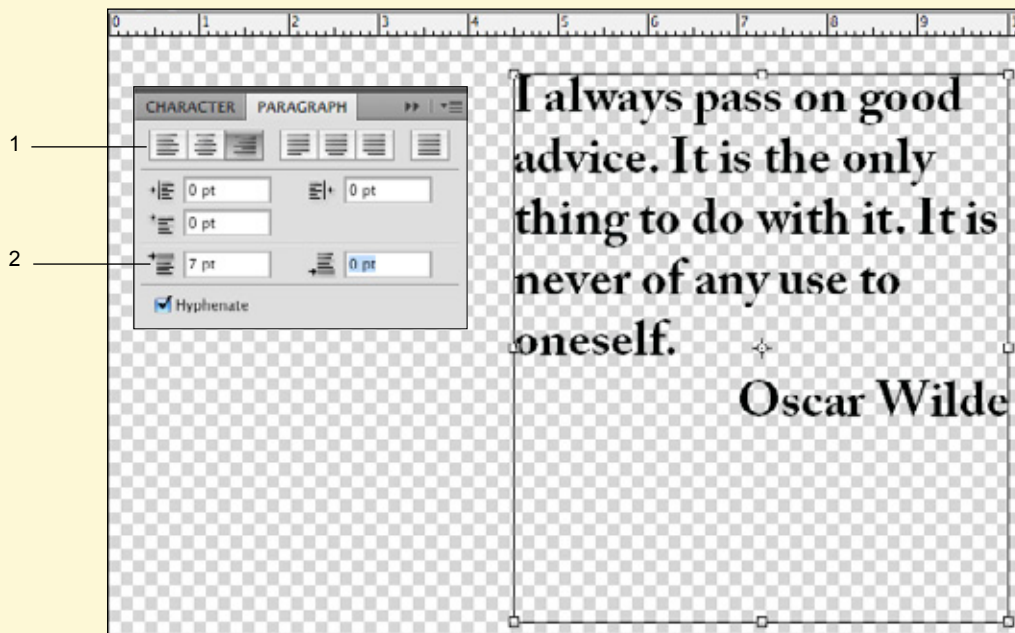 0 1 2 3 4 5 6 7 8 9
CHARACTER PARAGRAPH
1
0 pt 0 pt
0 pt
2
7 pt 0 pt
Hyphenate
I always pass on good
advice. It is the only
thing to do with it. It is
never of any use to
oneself.
Oscar Wilde